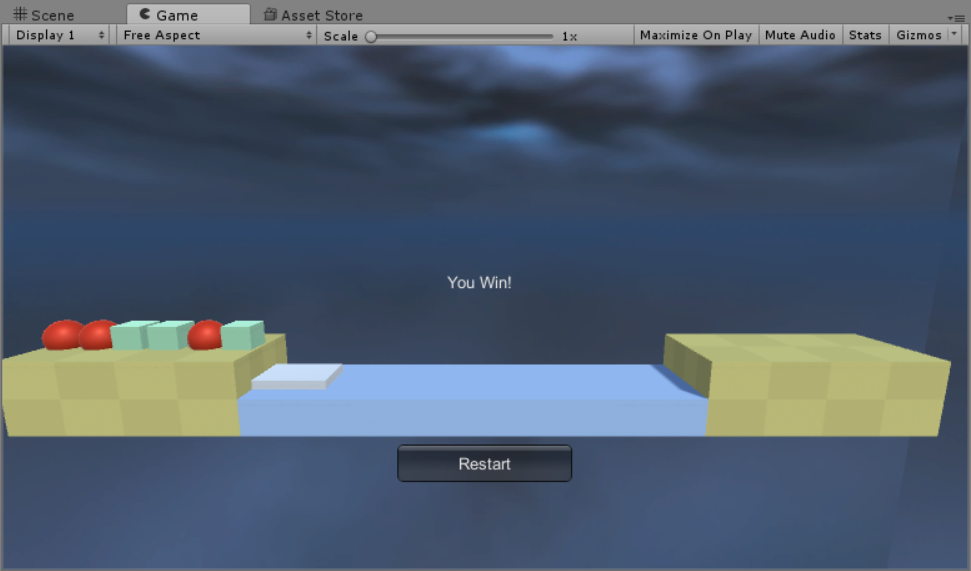 Scene Game Asset Store
Display 1 Free Aspect Scale 1x Maximize On Play Mute Audio Stats Gizmos
You Win!
Restart